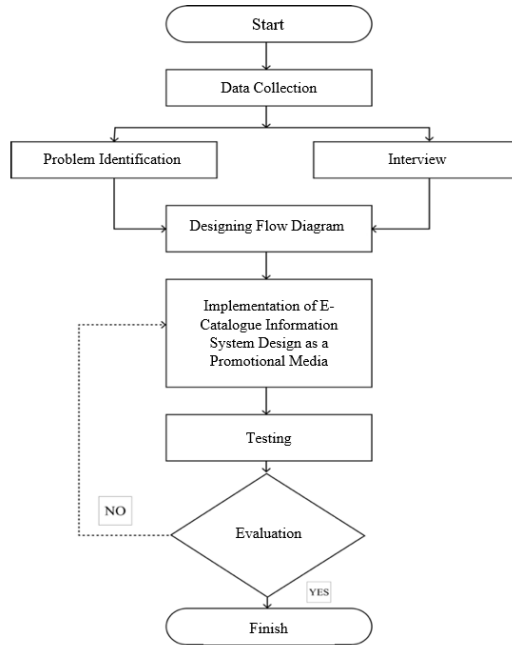 Start
Data Collection
Problem Identification
Interview
Designing Flow Diagram
Implementation of E-
Catalogue Information
System Design as a
Promotional Media
Testing
NO
Evaluation
YES
Finish